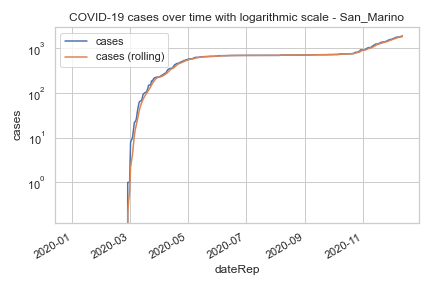 COVID-19 cases over time with logarithmic scale - San_Marino
cases
cases (rolling)
10³
10²
10¹
10⁰
cases
2020-01
2020-03
2020-05
2020-07
2020-09
2020-11
dateRep